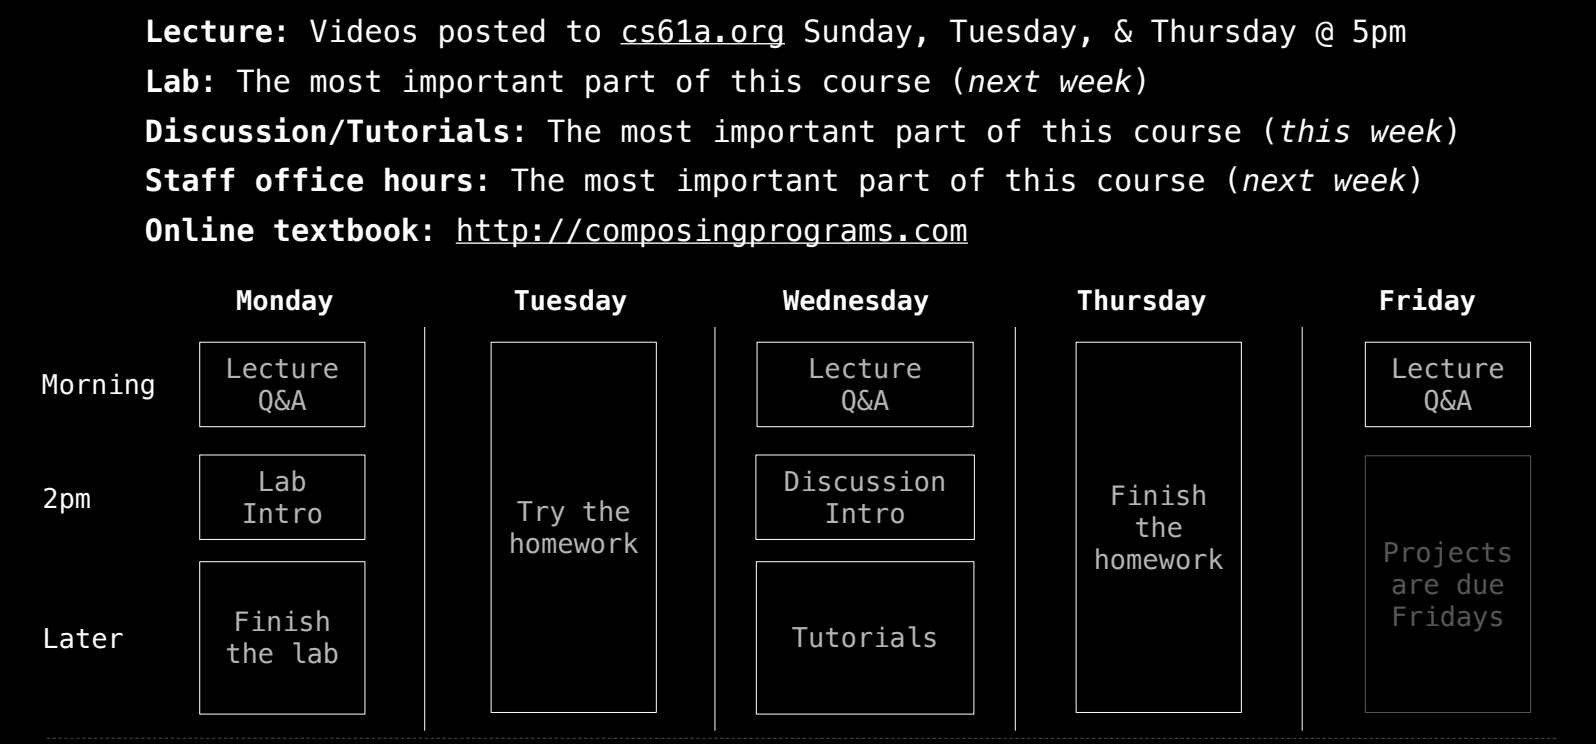 Lecture: Videos posted to cs61a.org Sunday, Tuesday, & Thursday @ 5pm
Lab: The most important part of this course (next week)
Discussion/Tutorials: The most important part of this course (this week)
Staff office hours: The most important part of this course (next week)
Online textbook: http://composingprograms.com
Monday Tuesday Wednesday Thursday Friday
Morning
Lecture
Q&A
Lecture
Q&A
Lecture
Q&A
2pm
Lab
Intro
Try the
homework
Discussion
Intro
Finish
the
homework
Projects
are due
Fridays
Later
Finish
the lab
Tutorials